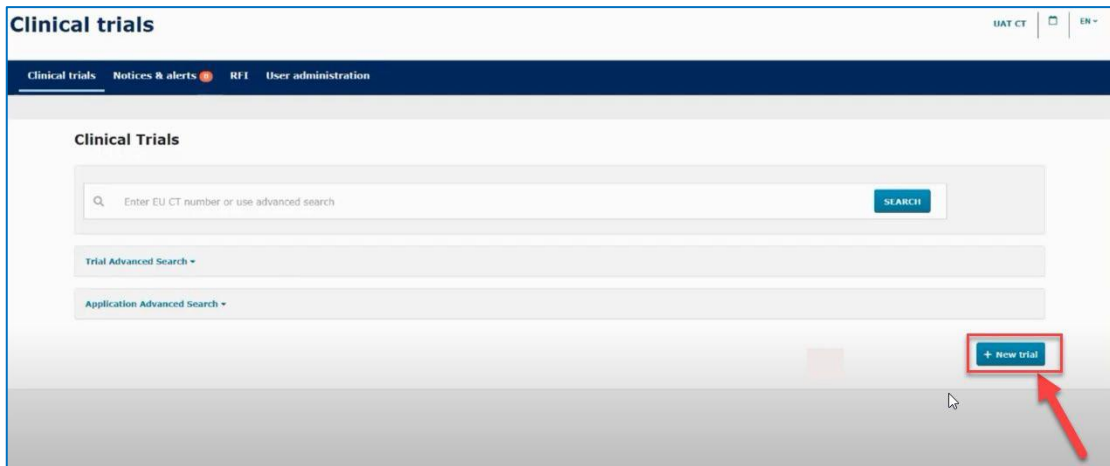 Clinical trials
UAT CT EN
Clinical trials Notices & alerts RFI User administration
Clinical Trials
Enter EU CT number or use advanced search SEARCH
Trial Advanced Search
Application Advanced Search
+ New trial